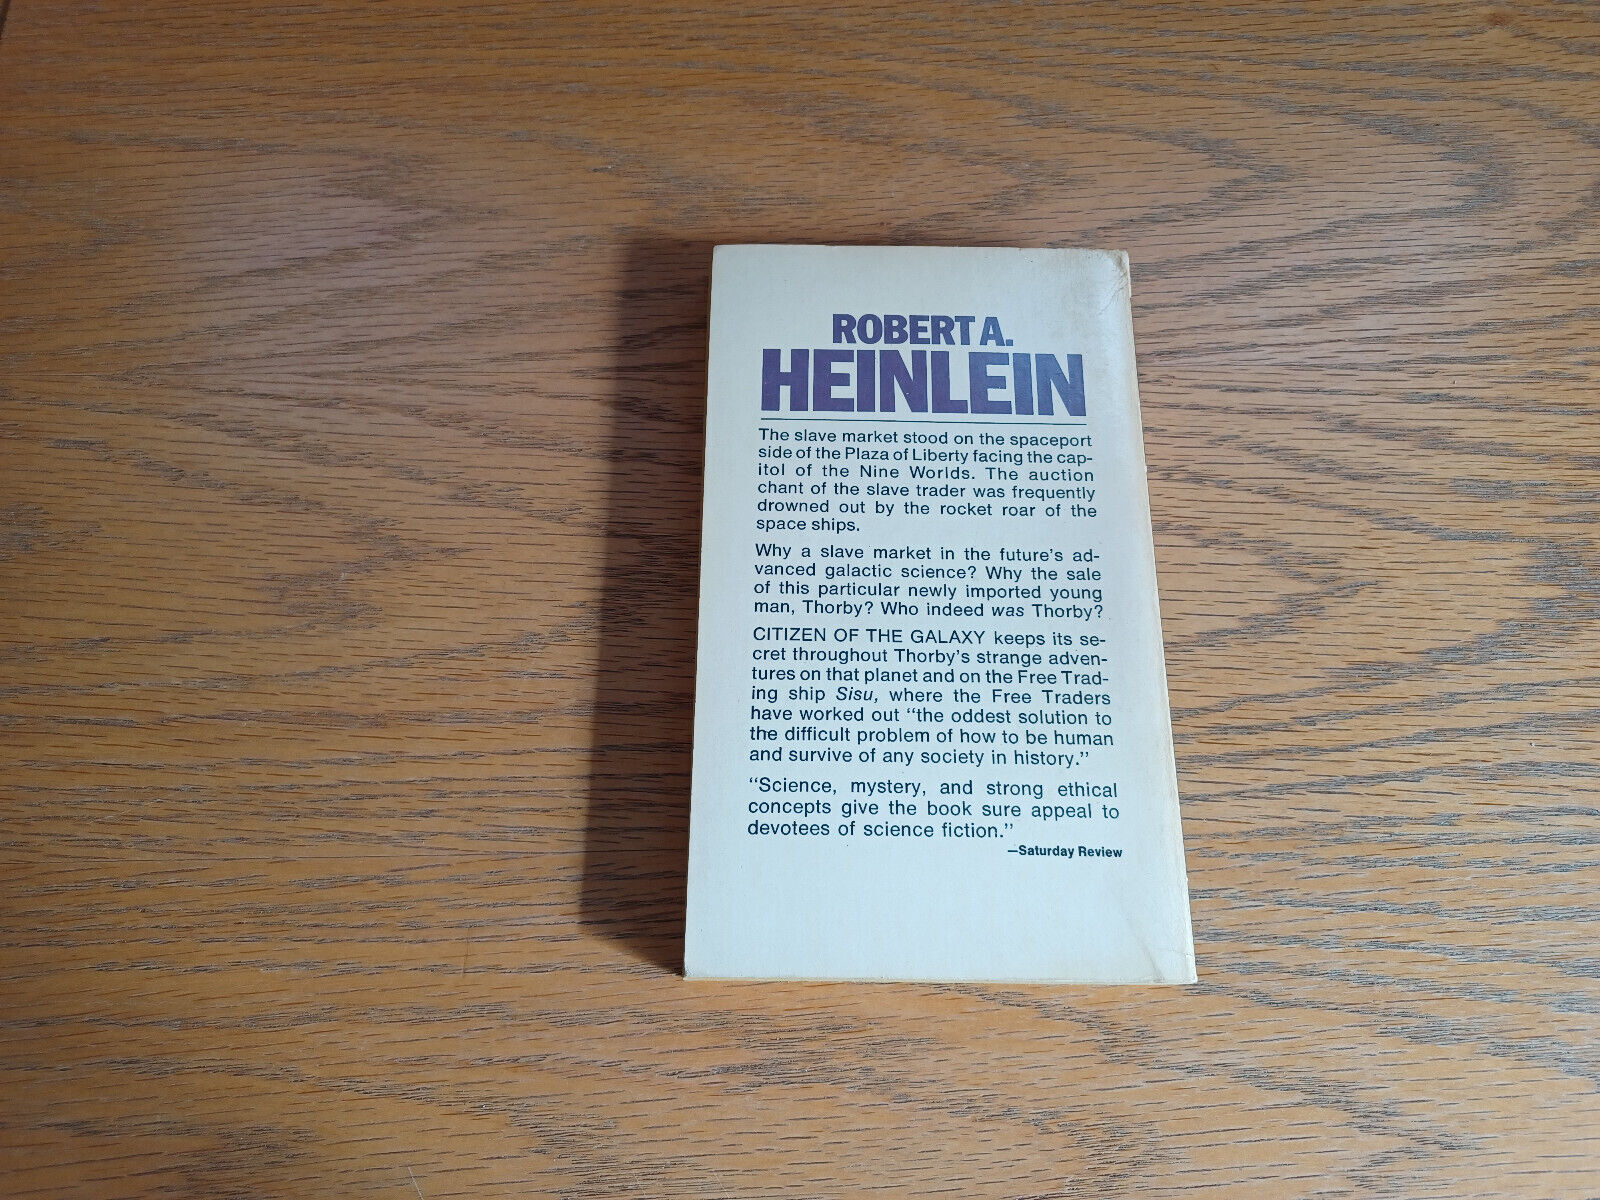 ROBERT A.
HEINLEIN
The slave market stood on the spaceport
side of the Plaza of Liberty facing the cap-
itol of the Nine Worlds. The auction
chant of the slave trader was frequently
drowned out by the rocket roar of the
space ships.
Why a slave market in the future's ad-
vanced galactic science? Why the sale
of this particular newly imported young
man, Thorby? Who indeed was Thorby?
CITIZEN OF THE GALAXY keeps its se-
cret throughout Thorby's strange adven-
tures on that planet and on the Free Trad-
ing ship Sisu, where the Free Traders
have worked out "the oddest solution to
the difficult problem of how to be human
and survive of any society in history."
"Science, mystery, and strong ethical
concepts give the book sure appeal to
devotees of science fiction."
—Saturday Review